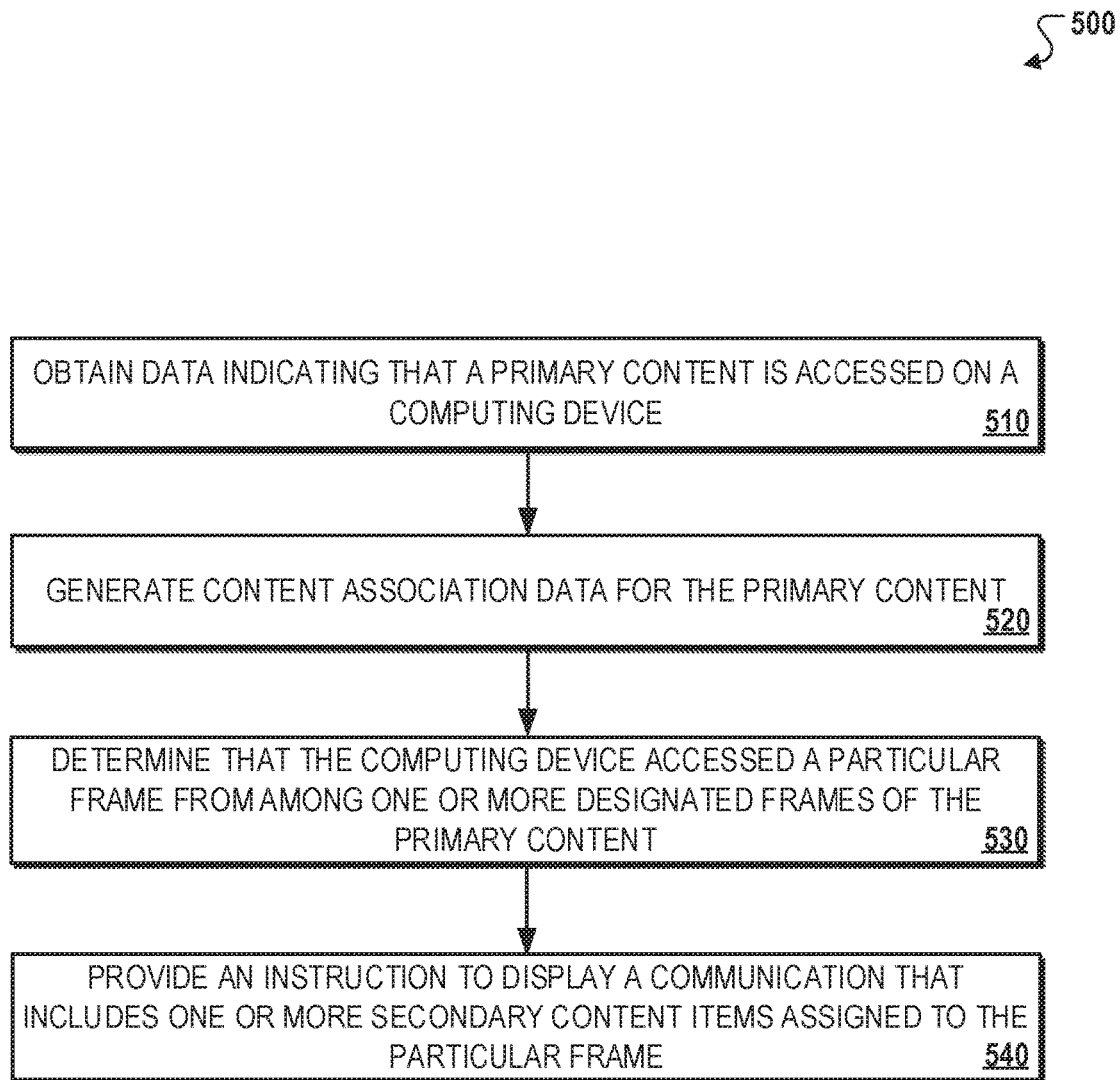 500
OBTAIN DATA INDICATING THAT A PRIMARY CONTENT IS ACCESSED ON A
COMPUTING DEVICE
510
GENERATE CONTENT ASSOCIATION DATA FOR THE PRIMARY CONTENT
520
DETERMINE THAT THE COMPUTING DEVICE ACCESSED A PARTICULAR
FRAME FROM AMONG ONE OR MORE DESIGNATED FRAMES OF THE
PRIMARY CONTENT
530
PROVIDE AN INSTRUCTION TO DISPLAY A COMMUNICATION THAT
INCLUDES ONE OR MORE SECONDARY CONTENT ITEMS ASSIGNED TO THE
PARTICULAR FRAME
540